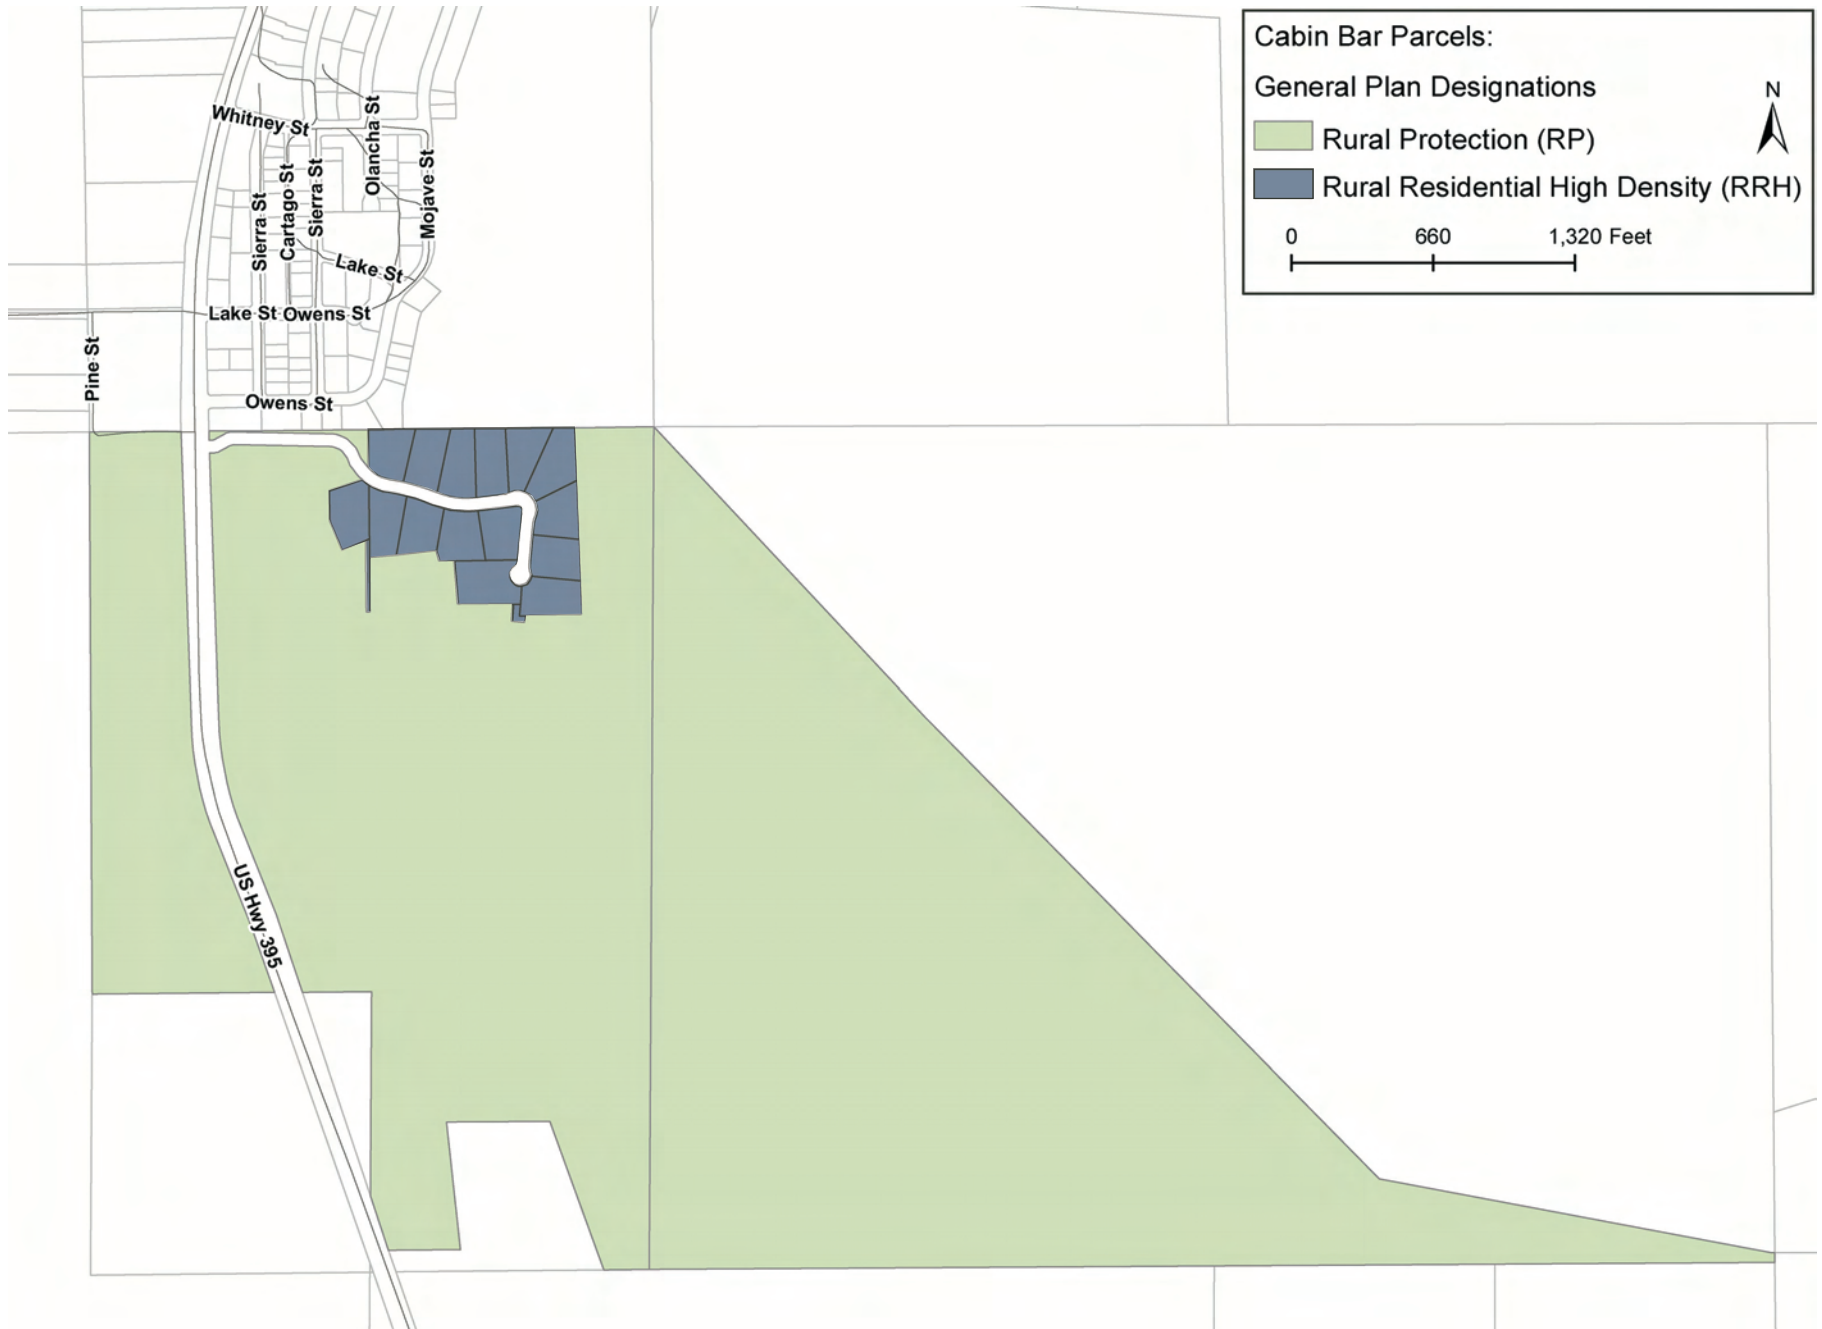 Cabin Bar Parcels:
General Plan Designations
N
Rural Protection (RP)
Rural Residential High Density (RRH)
0 660 1,320 Feet
Whitney St
Olancha St
Mojave St
Sierra St
Cartago St
Sierra St
Lake St
Lake St
Owens St
Pine St
Owens St
US Hwy 395